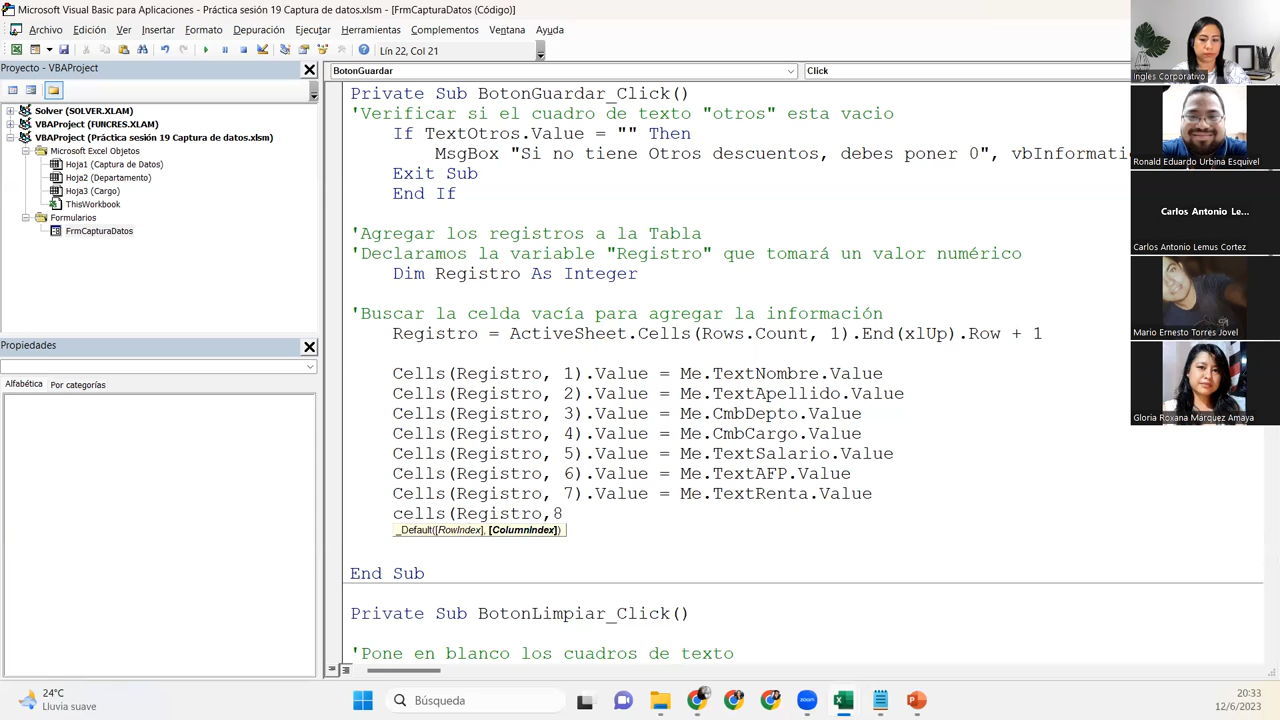 Microsoft Visual Basic para Aplicaciones - Práctica sesión 19 Captura de datos.xlsm - [FrmCapturaDatos (Código)]
Archivo Edición Ver Insertar Formato Depuración Ejecutar Herramientas Complementos Ventana Ayuda
Lín 22, Col 21
Proyecto - VBAProject
Solver (SOLVER.XLAM)
VBAProject (FUNCRES.XLAM)
VBAProject (Práctica sesión 19 Captura de datos.xlsm)
Microsoft Excel Objetos
Hoja1 (Captura de Datos)
Hoja2 (Departamento)
Hoja3 (Cargo)
ThisWorkbook
Formularios
FrmCapturaDatos
Propiedades
Alfabética Por categorías
BotonGuardar
Click
Private Sub BotonGuardar_Click()
'Verificar si el cuadro de texto "otros" esta vacio
If TextOtros.Value = "" Then
MsgBox "Si no tiene Otros descuentos, debes poner 0", vbInformati
Exit Sub
End If
'Agregar los registros a la Tabla
'Declaramos la variable "Registro" que tomará un valor numérico
Dim Registro As Integer
'Buscar la celda vacía para agregar la información
Registro = ActiveSheet.Cells(Rows.Count, 1).End(xlUp).Row + 1
Cells(Registro, 1).Value = Me.TextNombre.Value
Cells(Registro, 2).Value = Me.TextApellido.Value
Cells(Registro, 3).Value = Me.CmbDepto.Value
Cells(Registro, 4).Value = Me.CmbCargo.Value
Cells(Registro, 5).Value = Me.TextSalario.Value
Cells(Registro, 6).Value = Me.TextAFP.Value
Cells(Registro, 7).Value = Me.TextRenta.Value
cells(Registro,8
_Default([RowIndex], [ColumnIndex])
End Sub
Private Sub BotonLimpiar_Click()
'Pone en blanco los cuadros de texto
Ingles Corporativo
Ronald Eduardo Urbina Esquivel
Carlos Antonio Le...
Carlos Antonio Lemus Cortez
Mario Ernesto Torres Jovel
Gloria Roxana Marquez Amaya
24°C
Lluvia suave
Búsqueda
20:33
12/6/2023